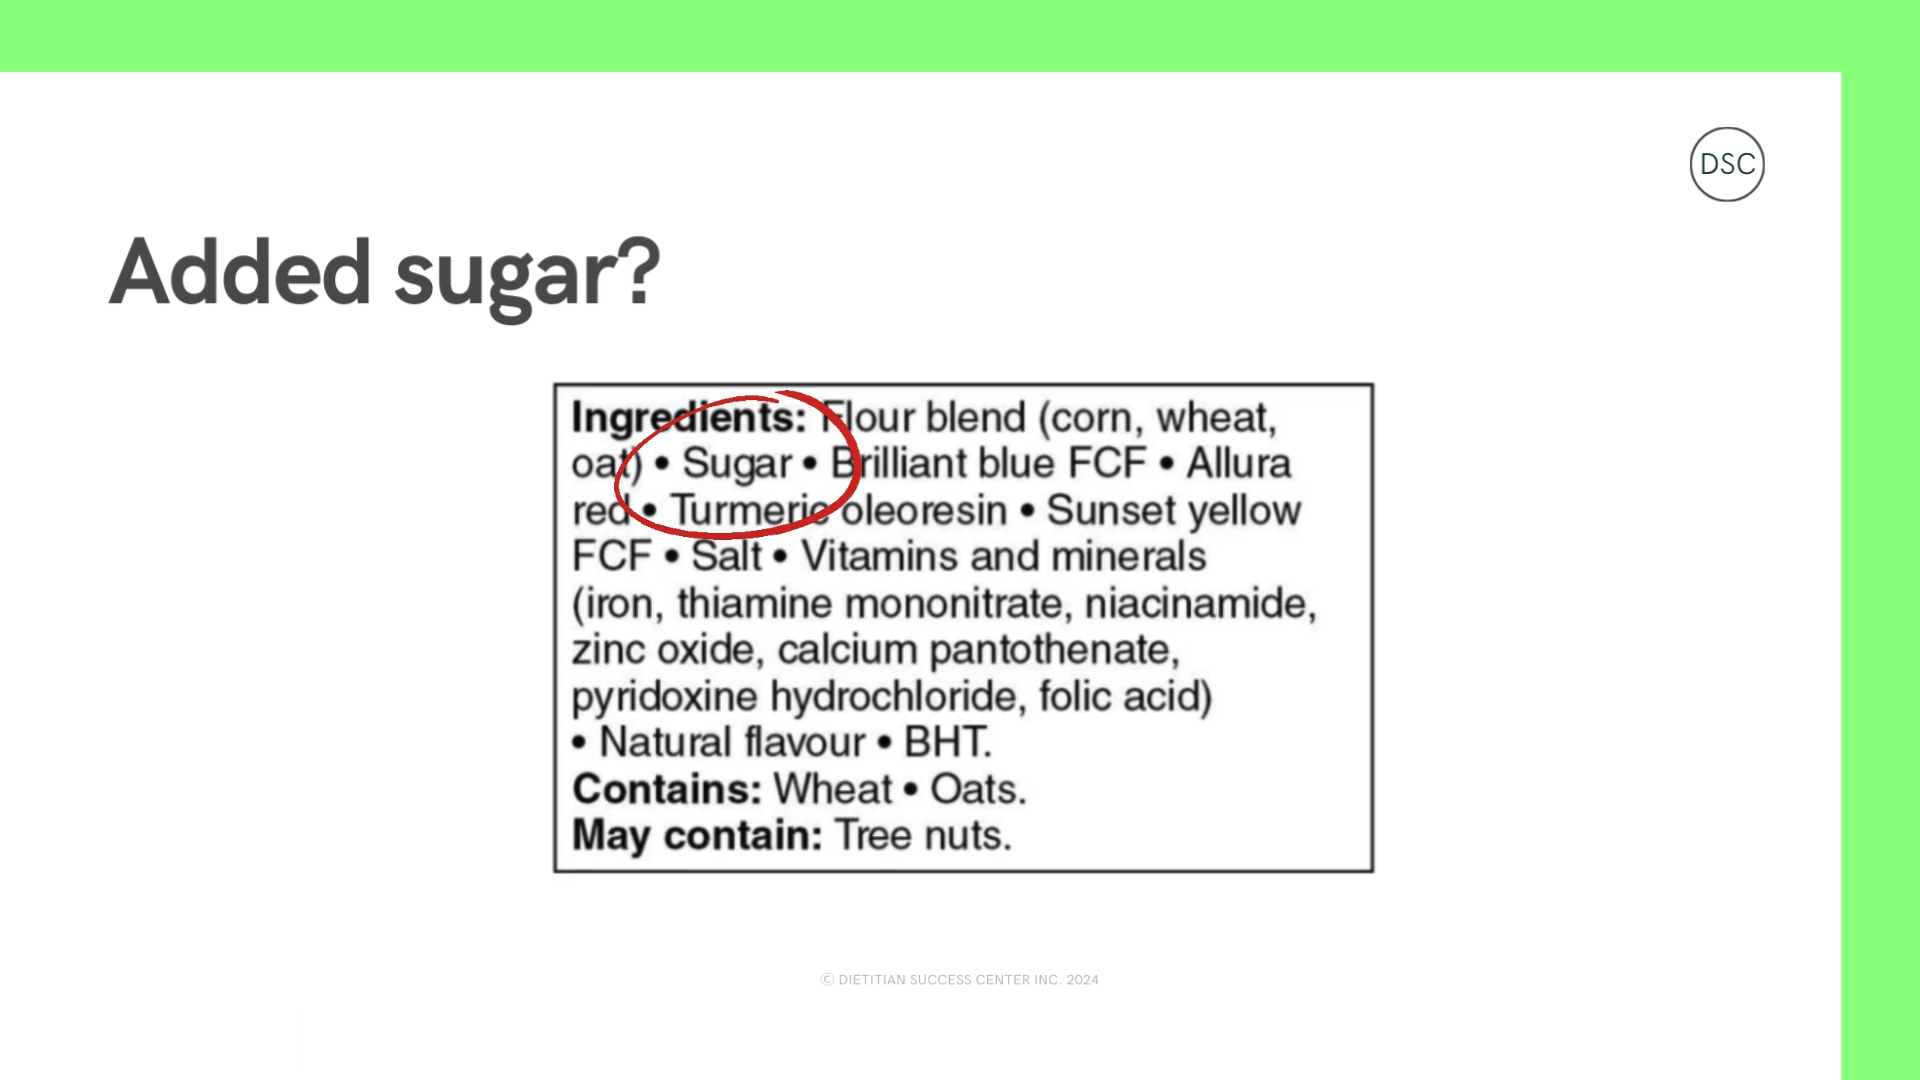 DSC
Added sugar?
Ingredients: Flour blend (corn, wheat,
oat) • Sugar • Brilliant blue FCF • Allura
red • Turmeric oleoresin • Sunset yellow
FCF • Salt • Vitamins and minerals
(iron, thiamine mononitrate, niacinamide,
zinc oxide, calcium pantothenate,
pyridoxine hydrochloride, folic acid)
• Natural flavour • BHT.
Contains: Wheat • Oats.
May contain: Tree nuts.
© DIETITIAN SUCCESS CENTER INC. 2024